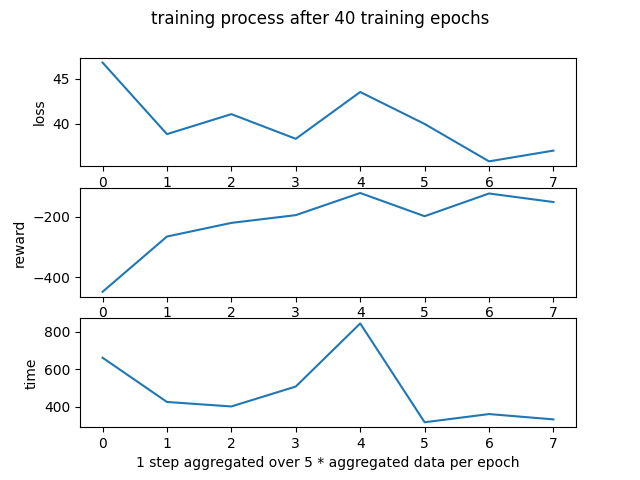 training process after 40 training epochs
45
40
loss
0 1 2 3 4 5 6 7
−200
−400
reward
0 1 2 3 4 5 6 7
800
600
400
time
0 1 2 3 4 5 6 7
1 step aggregated over 5 * aggregated data per epoch